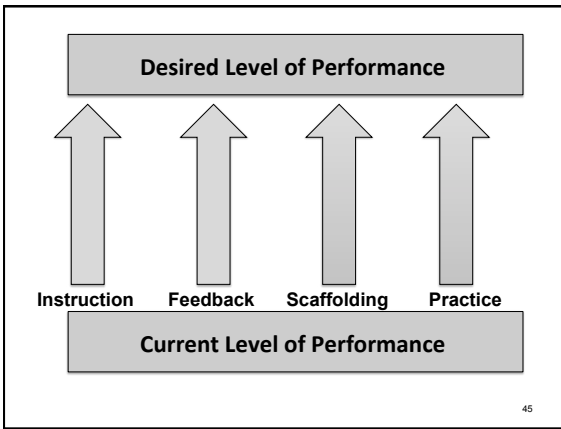 Desired Level of Performance
Instruction Feedback Scaffolding Practice
Current Level of Performance
45